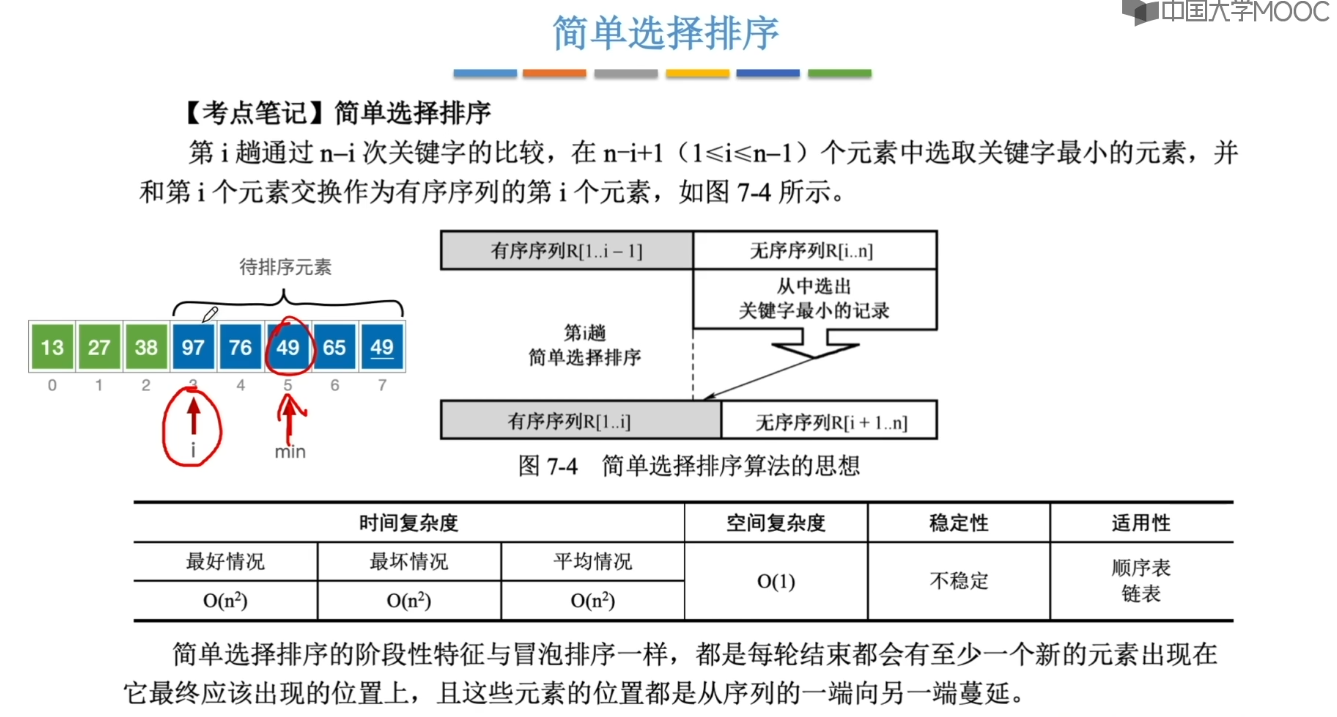 中国大学MOOC
简单选择排序
【考点笔记】简单选择排序
第 i 趟通过 n–i 次关键字的比较，在 n−i+1（1≤i≤n–1）个元素中选取关键字最小的元素，并
和第 i 个元素交换作为有序序列的第 i 个元素，如图 7-4 所示。
待排序元素
13 27 38 97 76 49 65 49
0 1 2 3 4 5 6 7
i
min
有序序列R[1..i − 1] 无序序列R[i..n]
从中选出
关键字最小的记录
第i趟
简单选择排序
有序序列R[1..i] 无序序列R[i + 1..n]
图 7-4 简单选择排序算法的思想
时间复杂度 空间复杂度 稳定性 适用性
最好情况 最坏情况 平均情况
O(n²) O(n²) O(n²)
O(1)
不稳定
顺序表
链表
简单选择排序的阶段性特征与冒泡排序一样，都是每轮结束都会有至少一个新的元素出现在
它最终应该出现的位置上，且这些元素的位置都是从序列的一端向另一端蔓延。